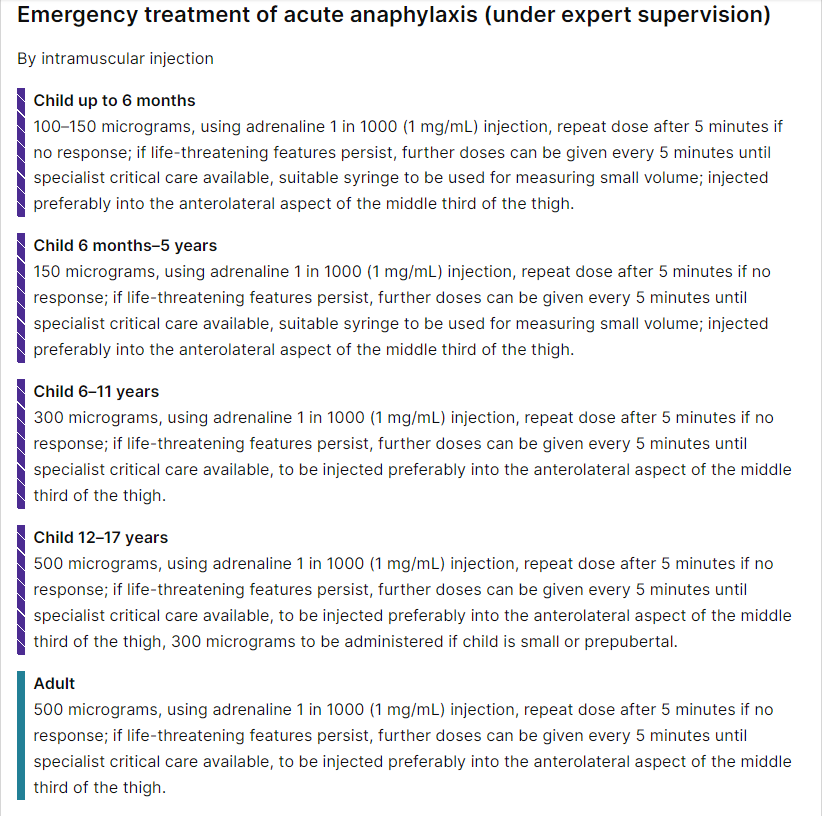 Emergency treatment of acute anaphylaxis (under expert supervision)
By intramuscular injection
Child up to 6 months
100–150 micrograms, using adrenaline 1 in 1000 (1 mg/mL) injection, repeat dose after 5 minutes if
no response; if life-threatening features persist, further doses can be given every 5 minutes until
specialist critical care available, suitable syringe to be used for measuring small volume; injected
preferably into the anterolateral aspect of the middle third of the thigh.
Child 6 months–5 years
150 micrograms, using adrenaline 1 in 1000 (1 mg/mL) injection, repeat dose after 5 minutes if no
response; if life-threatening features persist, further doses can be given every 5 minutes until
specialist critical care available, suitable syringe to be used for measuring small volume; injected
preferably into the anterolateral aspect of the middle third of the thigh.
Child 6–11 years
300 micrograms, using adrenaline 1 in 1000 (1 mg/mL) injection, repeat dose after 5 minutes if no
response; if life-threatening features persist, further doses can be given every 5 minutes until
specialist critical care available, to be injected preferably into the anterolateral aspect of the middle
third of the thigh.
Child 12–17 years
500 micrograms, using adrenaline 1 in 1000 (1 mg/mL) injection, repeat dose after 5 minutes if no
response; if life-threatening features persist, further doses can be given every 5 minutes until
specialist critical care available, to be injected preferably into the anterolateral aspect of the middle
third of the thigh, 300 micrograms to be administered if child is small or prepubertal.
Adult
500 micrograms, using adrenaline 1 in 1000 (1 mg/mL) injection, repeat dose after 5 minutes if no
response; if life-threatening features persist, further doses can be given every 5 minutes until
specialist critical care available, to be injected preferably into the anterolateral aspect of the middle
third of the thigh.